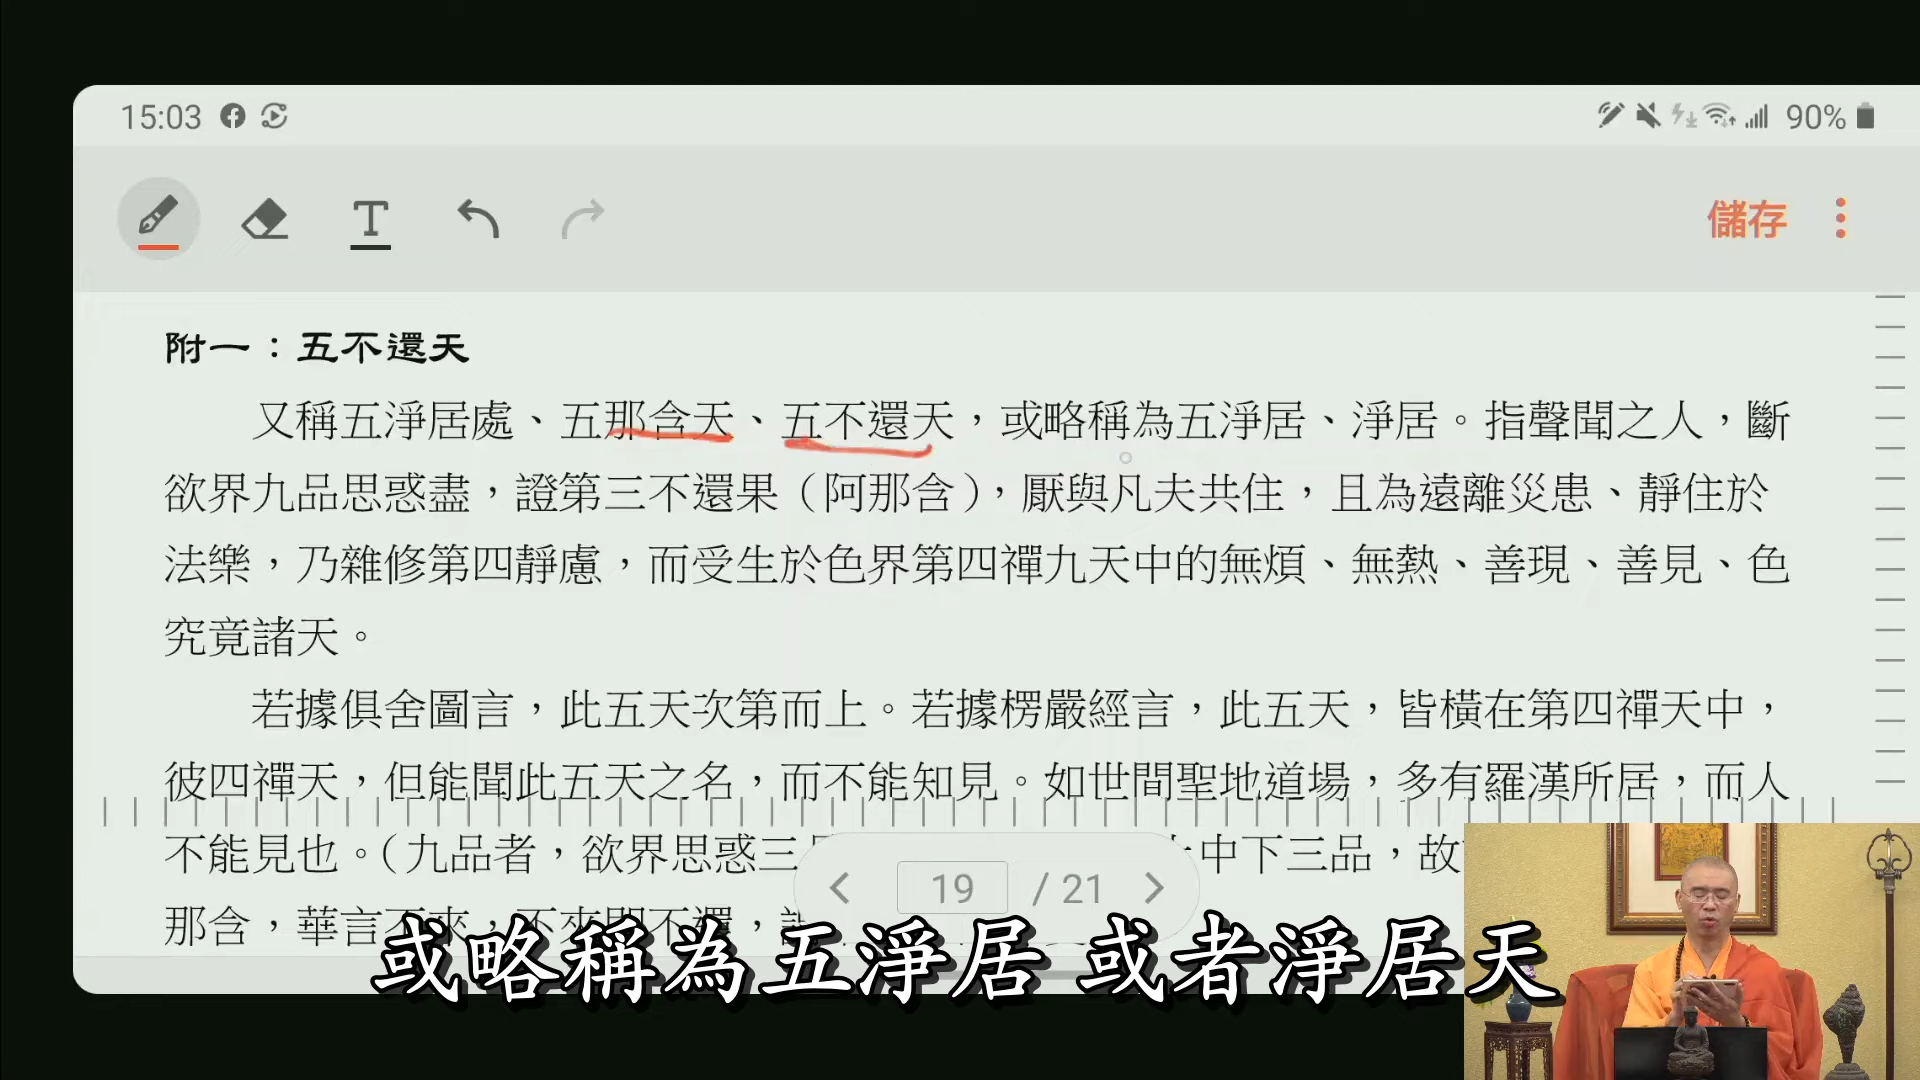 15:03
90%
儲存
附一：五不還天
又稱五淨居處、五那含天、五不還天，或略稱為五淨居、淨居。指聲聞之人，斷
欲界九品思惑盡，證第三不還果（阿那含），厭與凡夫共住，且為遠離災患、靜住於
法樂，乃雜修第四靜慮，而受生於色界第四禪九天中的無煩、無熱、善現、善見、色
究竟諸天。
若據俱舍圖言，此五天次第而上。若據楞嚴經言，此五天，皆橫在第四禪天中，
彼四禪天，但能聞此五天之名，而不能知見。如世間聖地道場，多有羅漢所居，而人
不能見也。（九品者，欲界思惑三 中下三品，故
那含，華言不來，不來即不還，
19 / 21
或略稱為五淨居 或者淨居天